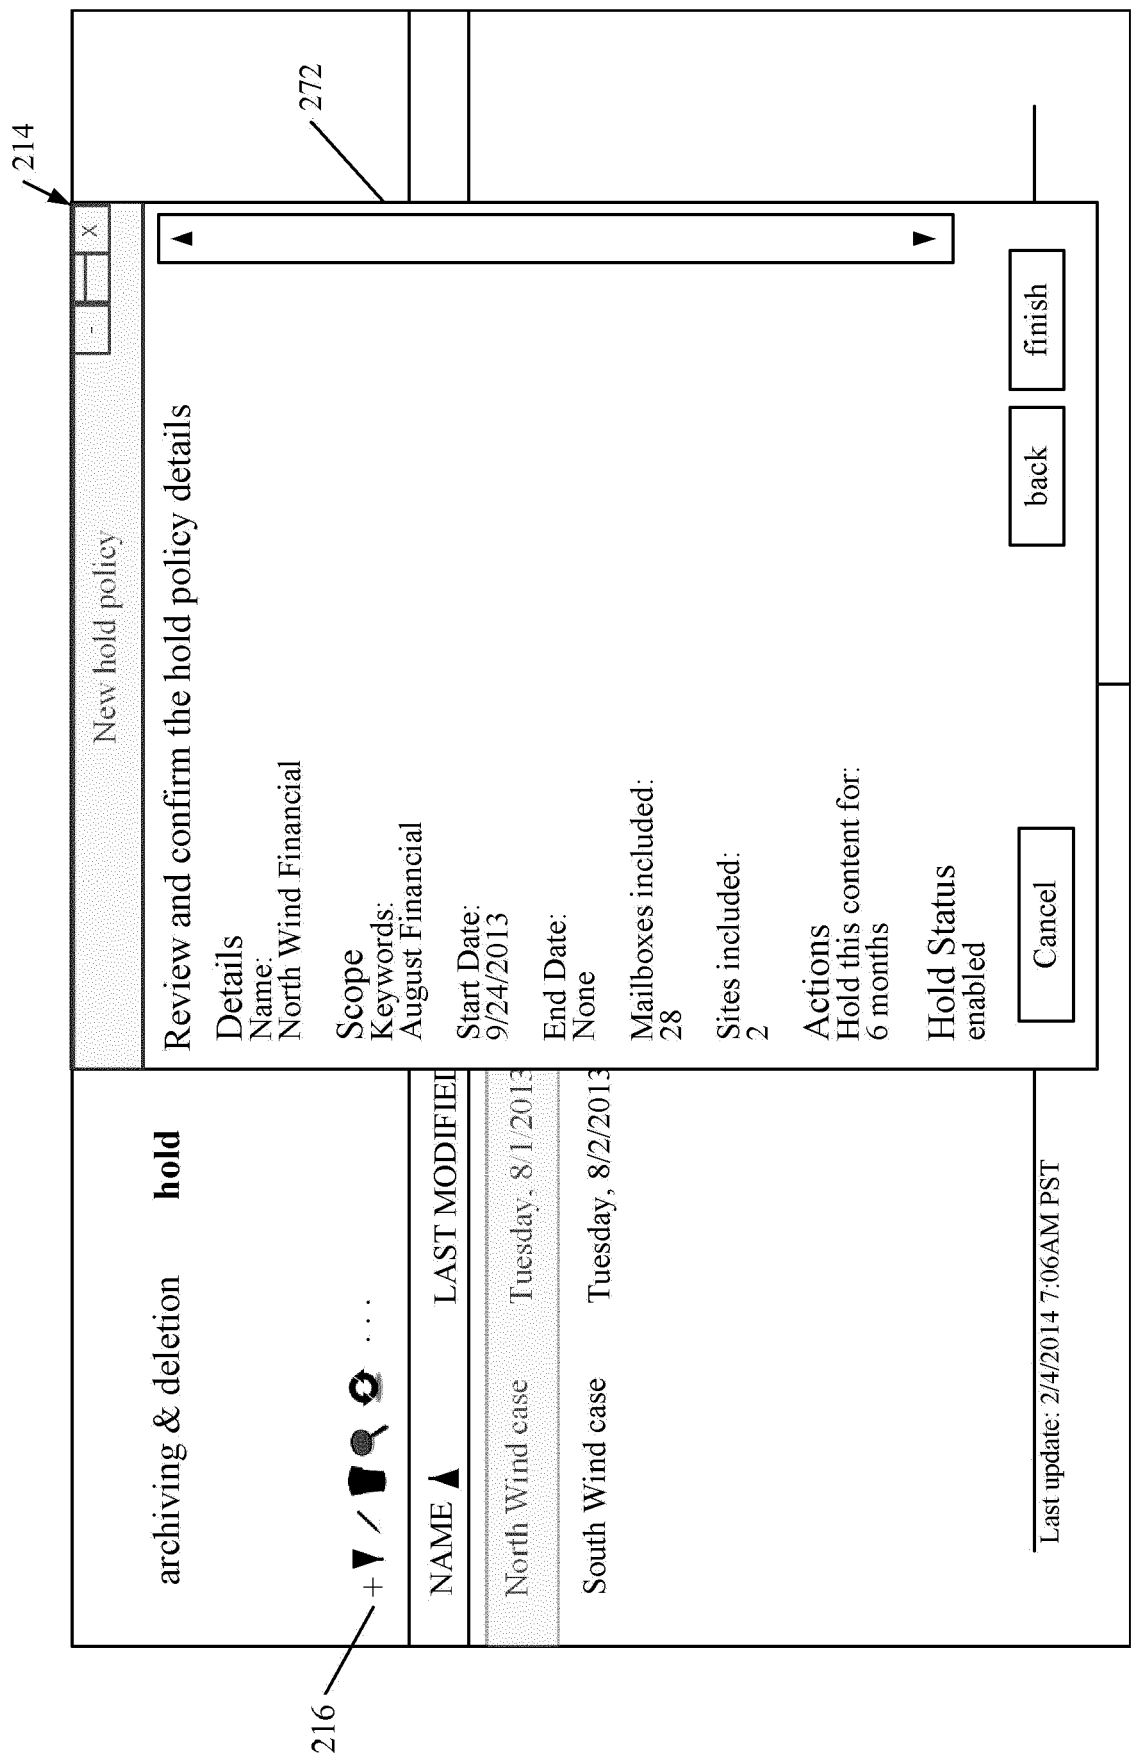 214
New hold policy
- X
archiving & deletion hold
Review and confirm the hold policy details
Details
Name:
North Wind Financial
272
216
+
. . .
Scope
Keywords:
August Financial
NAME LAST MODIFIED
Start Date:
9/24/2013
North Wind case Tuesday, 8/1/2013
End Date:
None
South Wind case Tuesday, 8/2/2013
Mailboxes included:
28
Sites included:
2
Actions
Hold this content for:
6 months
Hold Status
enabled
Cancel back finish
Last update: 2/4/2014 7:06AM PST